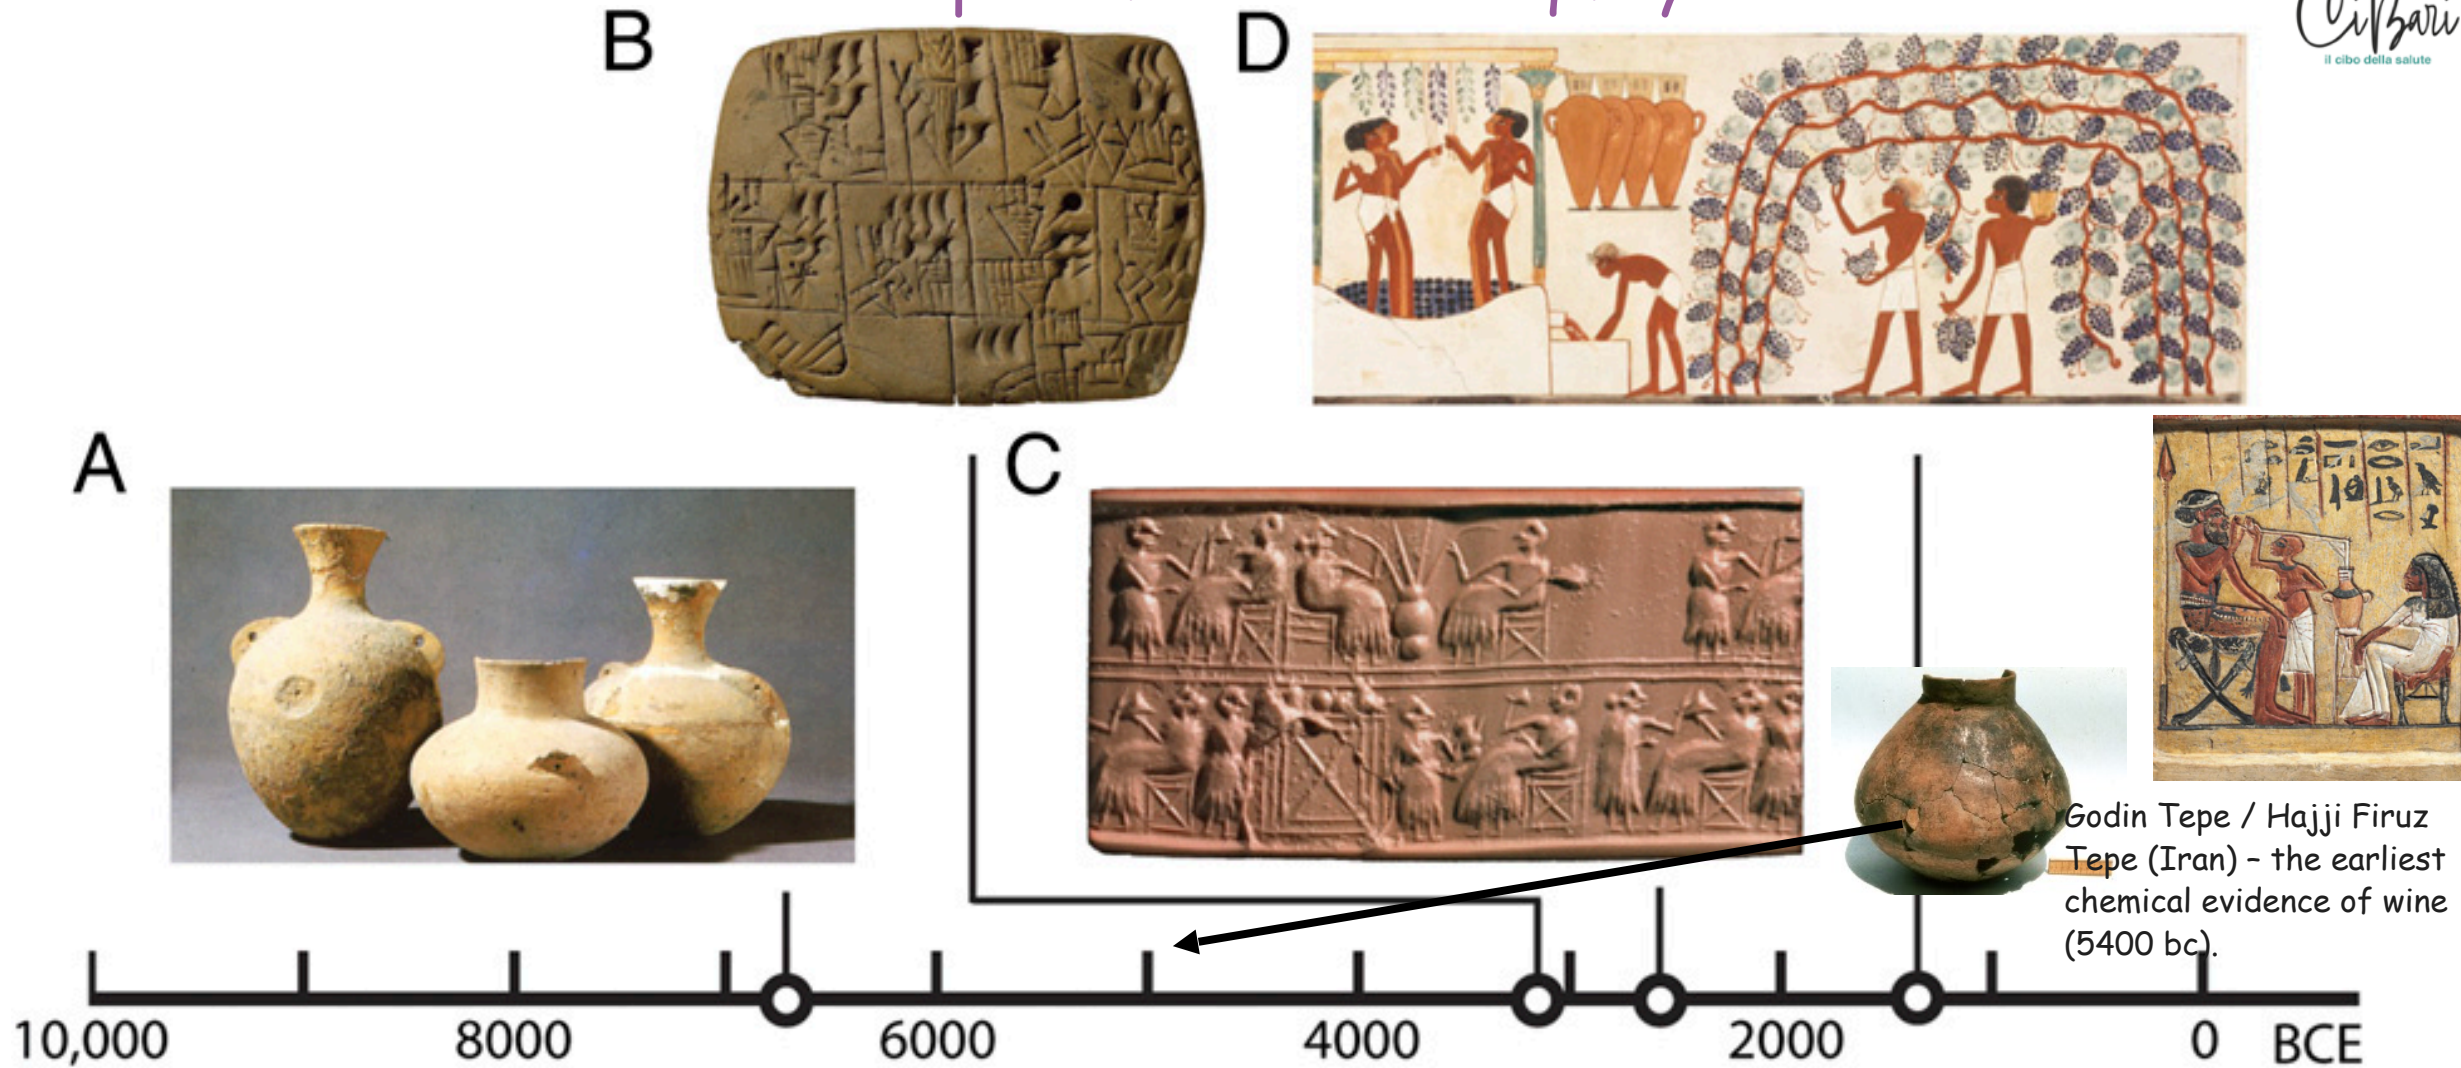 B
D
CiBari
il cibo della salute
A
C
Godin Tepe / Hajji Firuz
Tepe (Iran) – the earliest
chemical evidence of wine
(5400 bc).
10,000
8000
6000
4000
2000
0
BCE